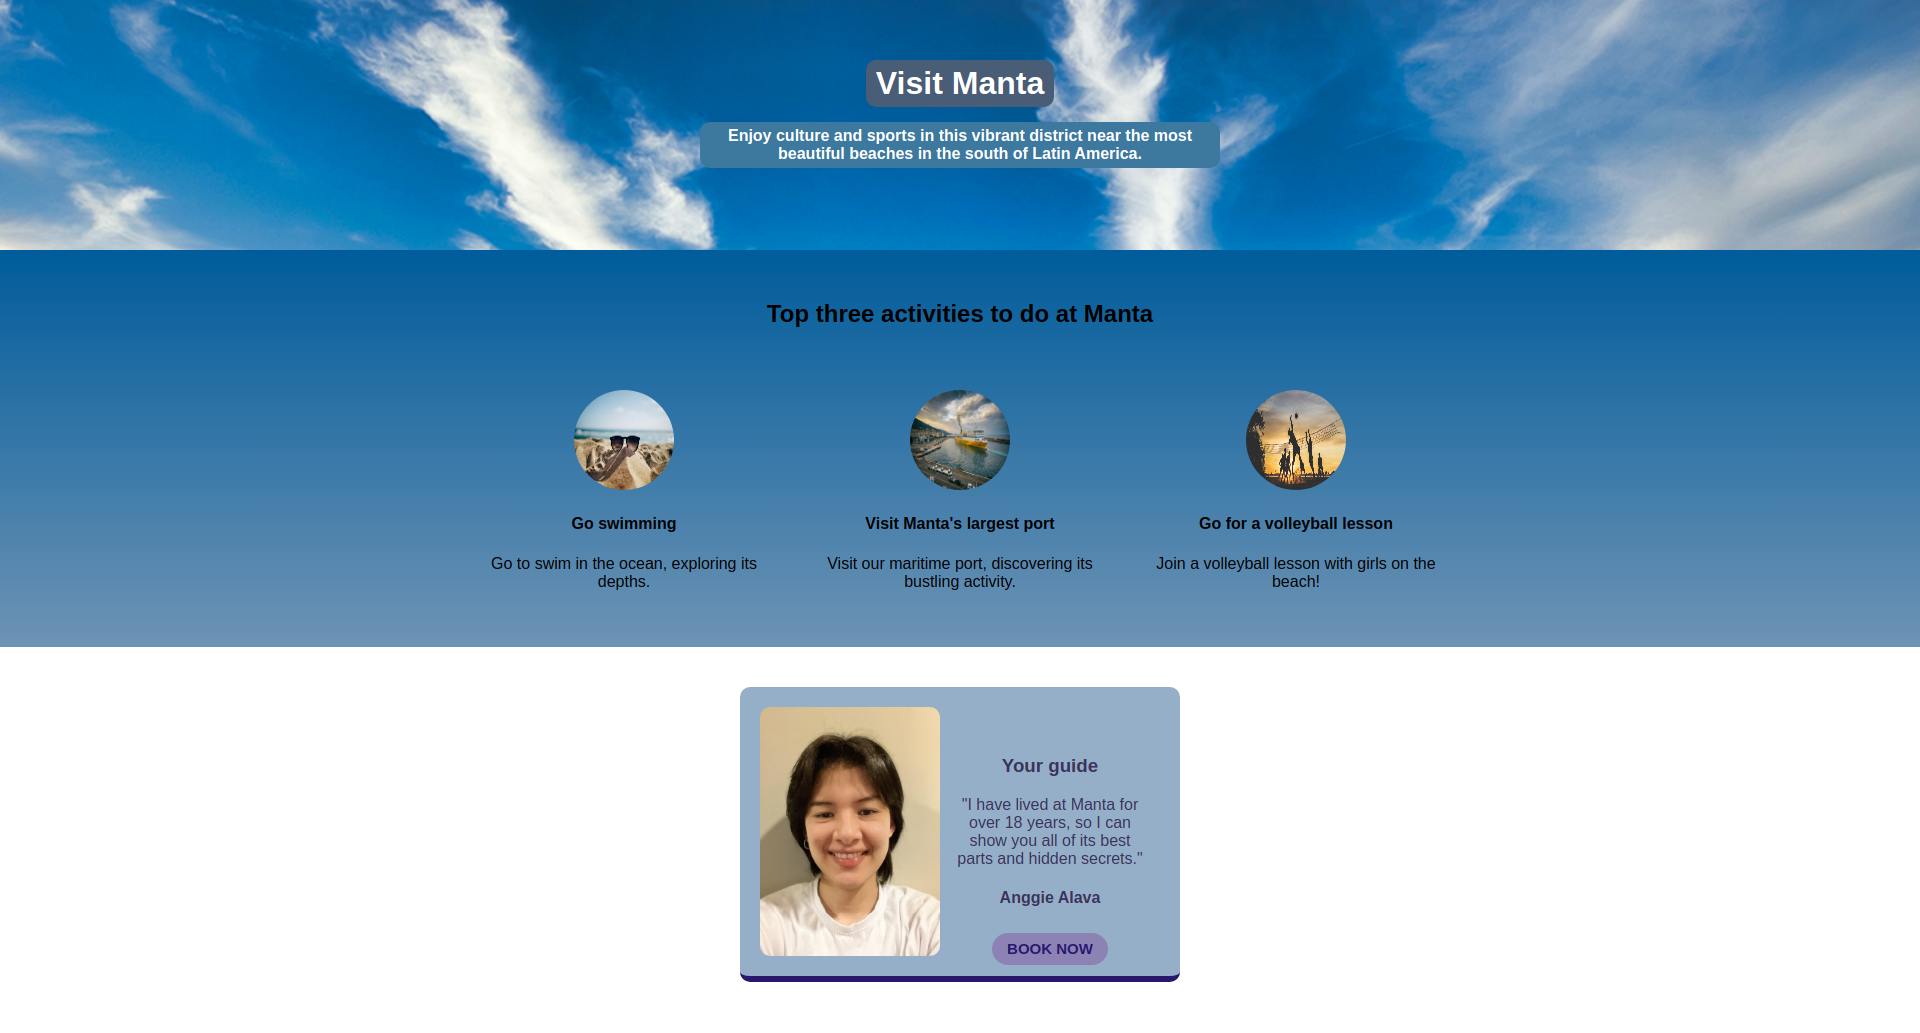 Visit Manta
Enjoy culture and sports in this vibrant district near the most
beautiful beaches in the south of Latin America.
Top three activities to do at Manta
Go swimming
Go to swim in the ocean, exploring its
depths.
Visit Manta's largest port
Visit our maritime port, discovering its
bustling activity.
Go for a volleyball lesson
Join a volleyball lesson with girls on the
beach!
Your guide
"I have lived at Manta for
over 18 years, so I can
show you all of its best
parts and hidden secrets."
Anggie Alava
BOOK NOW